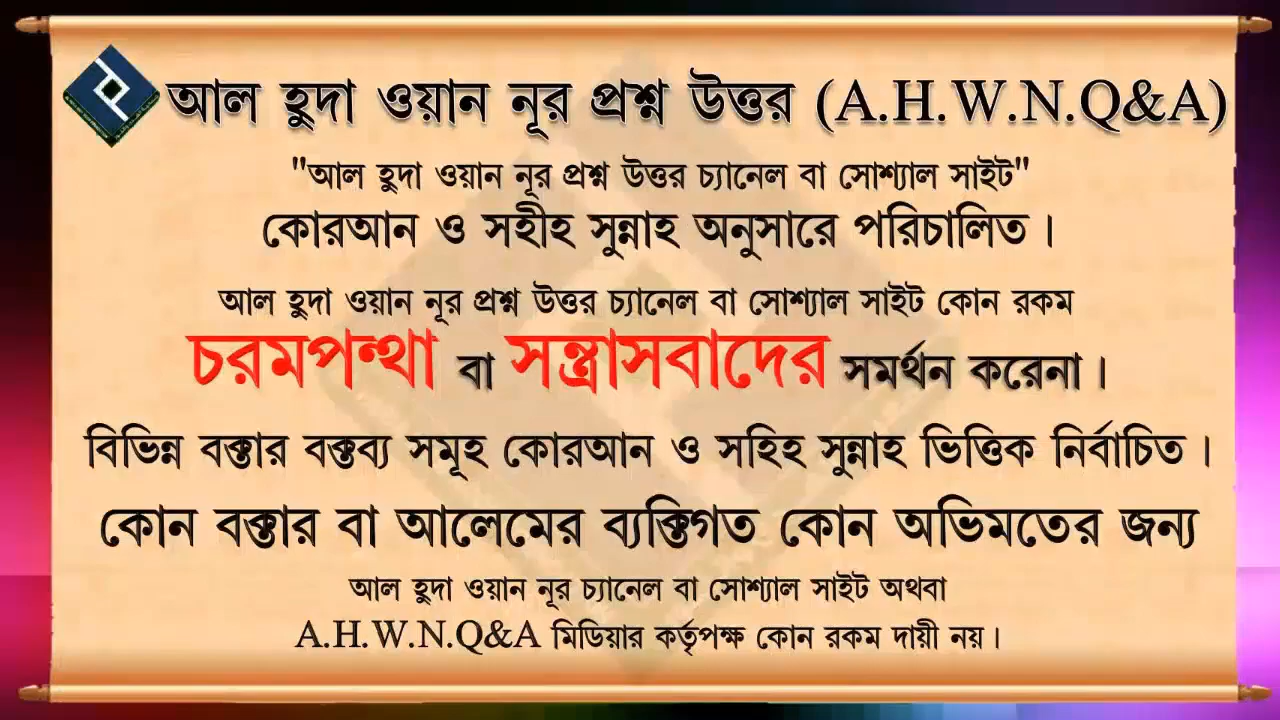 আল হুদা ওয়ান নূর প্রশ্ন উত্তর (A.H.W.N.Q&A)
"আল হুদা ওয়ান নূর প্রশ্ন উত্তর চ্যানেল বা সোশ্যাল সাইট"
কোরআন ও সহীহ সুন্নাহ অনুসারে পরিচালিত ।
আল হুদা ওয়ান নূর প্রশ্ন উত্তর চ্যানেল বা সোশ্যাল সাইট কোন রকম
চরমপন্থা বা সন্ত্রাসবাদের সমর্থন করেনা ।
বিভিন্ন বক্তার বক্তব্য সমূহ কোরআন ও সহিহ সুন্নাহ ভিত্তিক নির্বাচিত ।
কোন বক্তার বা আলেমের ব্যক্তিগত কোন অভিমতের জন্য
আল হুদা ওয়ান নূর চ্যানেল বা সোশ্যাল সাইট অথবা
A.H.W.N.Q&A মিডিয়ার কর্তৃপক্ষ কোন রকম দায়ী নয় ।